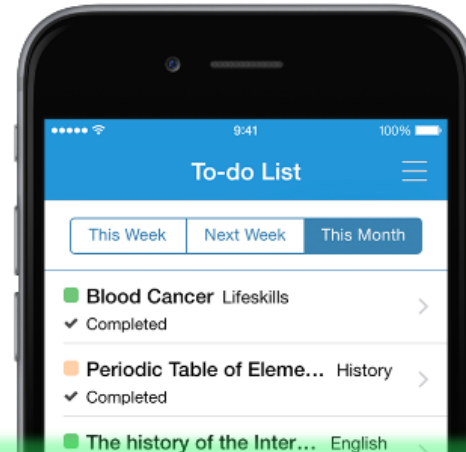 9:41
100%
To-do List
This Week Next Week This Month
Blood Cancer Lifeskills
✔ Completed
Periodic Table of Eleme... History
✔ Completed
The history of the Inter... English